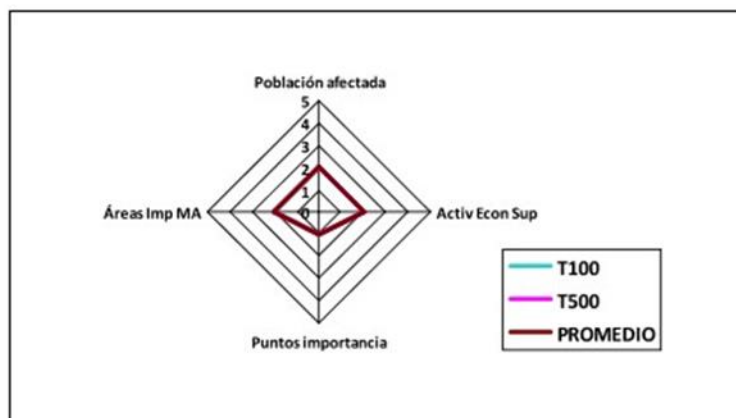 Población afectada
5
4
3
2
1
0
Áreas Imp MA
Activ Econ Sup
Puntos importancia
T100
T500
PROMEDIO